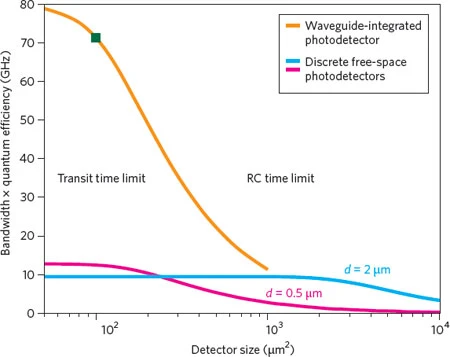 80
70
60
50
40
30
20
10
0
Bandwidth × quantum efficiency (GHz)
Waveguide-integrated
photodetector
Discrete free-space
photodetectors
Transit time limit
RC time limit
d = 2 μm
d = 0.5 μm
10²
10³
10⁴
Detector size (μm²)